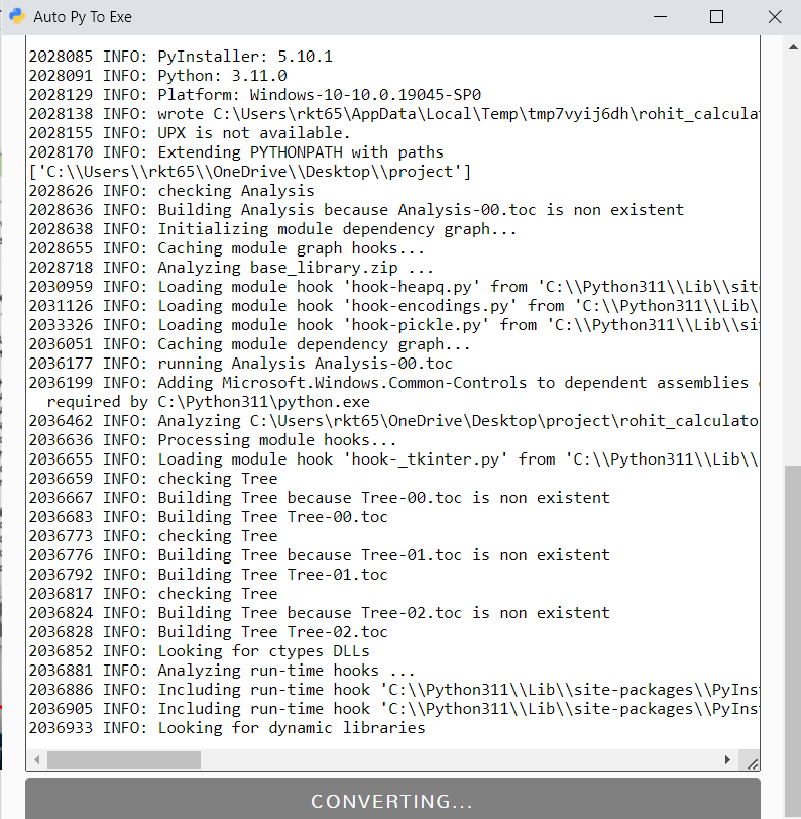 Auto Py To Exe
2028085 INFO: PyInstaller: 5.10.1
2028091 INFO: Python: 3.11.0
2028129 INFO: Platform: Windows-10-10.0.19045-SP0
2028138 INFO: wrote C:\Users\rkt65\AppData\Local\Temp\tmp7vyij6dh\rohit_calculat
2028155 INFO: UPX is not available.
2028170 INFO: Extending PYTHONPATH with paths
['C:\\Users\\rkt65\\OneDrive\\Desktop\\project']
2028626 INFO: checking Analysis
2028636 INFO: Building Analysis because Analysis-00.toc is non existent
2028638 INFO: Initializing module dependency graph...
2028655 INFO: Caching module graph hooks...
2028718 INFO: Analyzing base_library.zip ...
2030959 INFO: Loading module hook 'hook-heapq.py' from 'C:\\Python311\\Lib\\sit
2031126 INFO: Loading module hook 'hook-encodings.py' from 'C:\\Python311\\Lib\
2033326 INFO: Loading module hook 'hook-pickle.py' from 'C:\\Python311\\Lib\\si
2036051 INFO: Caching module dependency graph...
2036177 INFO: running Analysis Analysis-00.toc
2036199 INFO: Adding Microsoft.Windows.Common-Controls to dependent assemblies
required by C:\Python311\python.exe
2036462 INFO: Analyzing C:\Users\rkt65\OneDrive\Desktop\project\rohit_calculato
2036636 INFO: Processing module hooks...
2036655 INFO: Loading module hook 'hook-_tkinter.py' from 'C:\\Python311\\Lib\\
2036659 INFO: checking Tree
2036667 INFO: Building Tree because Tree-00.toc is non existent
2036683 INFO: Building Tree Tree-00.toc
2036773 INFO: checking Tree
2036776 INFO: Building Tree because Tree-01.toc is non existent
2036792 INFO: Building Tree Tree-01.toc
2036817 INFO: checking Tree
2036824 INFO: Building Tree because Tree-02.toc is non existent
2036828 INFO: Building Tree Tree-02.toc
2036852 INFO: Looking for ctypes DLLs
2036881 INFO: Analyzing run-time hooks ...
2036886 INFO: Including run-time hook 'C:\\Python311\\Lib\\site-packages\\PyIns
2036905 INFO: Including run-time hook 'C:\\Python311\\Lib\\site-packages\\PyIns
2036933 INFO: Looking for dynamic libraries
CONVERTING...